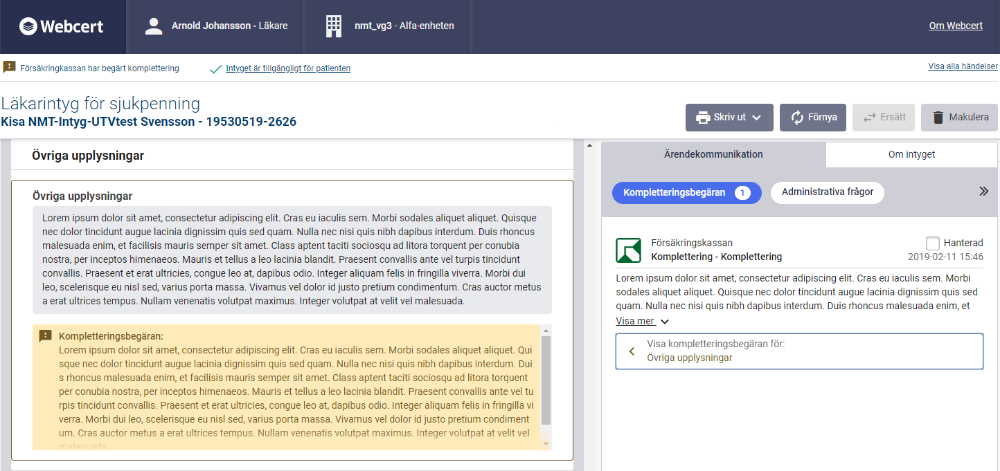 Webcert
Arnold Johansson - Läkare
nmt_vg3 - Alfa-enheten
Om Webcert
Försäkringkassan har begärt komplettering
Intyget är tillgängligt för patienten
Visa alla händelser
Läkarintyg för sjukpenning
Kisa NMT-Intyg-UTVtest Svensson - 19530519-2626
Skriv ut
Förnya
Ersätt
Makulera
Övriga upplysningar
Övriga upplysningar
Lorem ipsum dolor sit amet, consectetur adipiscing elit. Cras eu iaculis sem. Morbi sodales aliquet aliquet. Quisque
nec dolor tincidunt augue lacinia dignissim quis sed quam. Nulla nec nisi quis nibh dapibus interdum. Duis rhoncus
malesuada enim, et facilisis mauris semper sit amet. Class aptent taciti sociosqu ad litora torquent per conubia
nostra, per inceptos himenaeos. Mauris et tellus a leo lacinia blandit. Praesent convallis ante vel turpis tincidunt
convallis. Praesent et erat ultricies, congue leo at, dapibus odio. Integer aliquam felis in fringilla viverra. Morbi dui
leo, scelerisque eu nisl sed, varius porta massa. Vivamus vel dolor id justo pretium condimentum. Cras auctor metus
a erat ultrices tempus. Nullam venenatis volutpat maximus. Integer volutpat at velit vel malesuada.
Kompletteringsbegäran:
Lorem ipsum dolor sit amet, consectetur adipiscing elit. Cras eu iaculis sem. Morbi sodales aliquet aliquet. Qui
sque nec dolor tincidunt augue lacinia dignissim quis sed quam. Nulla nec nisi quis nibh dapibus interdum. Dui
s rhoncus malesuada enim, et facilisis mauris semper sit amet. Class aptent taciti sociosqu ad litora torquent
per conubia nostra, per inceptos himenaeos. Mauris et tellus a leo lacinia blandit. Praesent convallis ante vel tu
rpis tincidunt convallis. Praesent et erat ultricies, congue leo at, dapibus odio. Integer aliquam felis in fringilla vi
verra. Morbi dui leo, scelerisque eu nisl sed, varius porta massa. Vivamus vel dolor id justo pretium condiment
um. Cras auctor metus a erat ultrices tempus. Nullam venenatis volutpat maximus. Integer volutpat at velit vel
malesuada.
Ärendekommunikation
Om intyget
Kompletteringsbegäran 1
Administrativa frågor
Försäkringskassan
Hanterad
Komplettering - Komplettering
2019-02-11 15:46
Lorem ipsum dolor sit amet, consectetur adipiscing elit. Cras eu iaculis sem. Morbi
sodales aliquet aliquet. Quisque nec dolor tincidunt augue lacinia dignissim quis sed
quam. Nulla nec nisi quis nibh dapibus interdum. Duis rhoncus malesuada enim, et
Visa mer
Visa kompletteringsbegäran för:
Övriga upplysningar